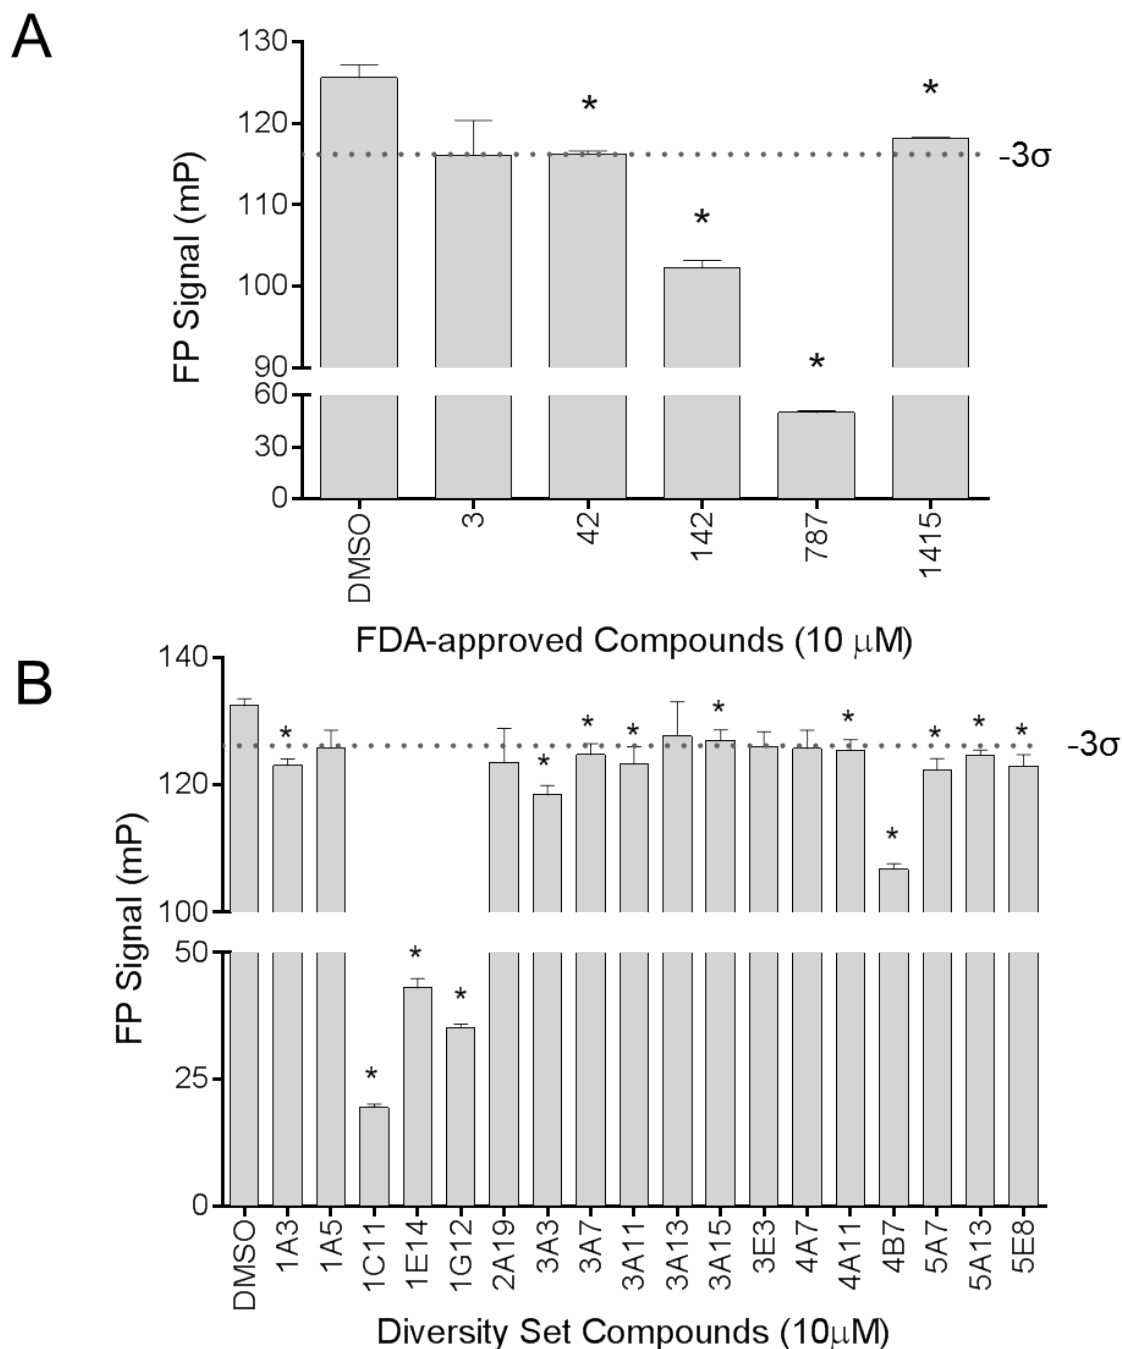 A
130
120
110
100
90
60
30
0
FP Signal (mP)
* * * * 
-3σ
DMSO 3 42 142 787 1415
FDA-approved Compounds (10 μM)
B
140
120
100
50
25
0
FP Signal (mP)
* * * * * * * * * * * * * *
-3σ
DMSO 1A3 1A5 1C11 1E14 1G12 2A19 3A3 3A7 3A11 3A13 3A15 3E3 4A7 4A11 4B7 5A7 5A13 5E8
Diversity Set Compounds (10μM)